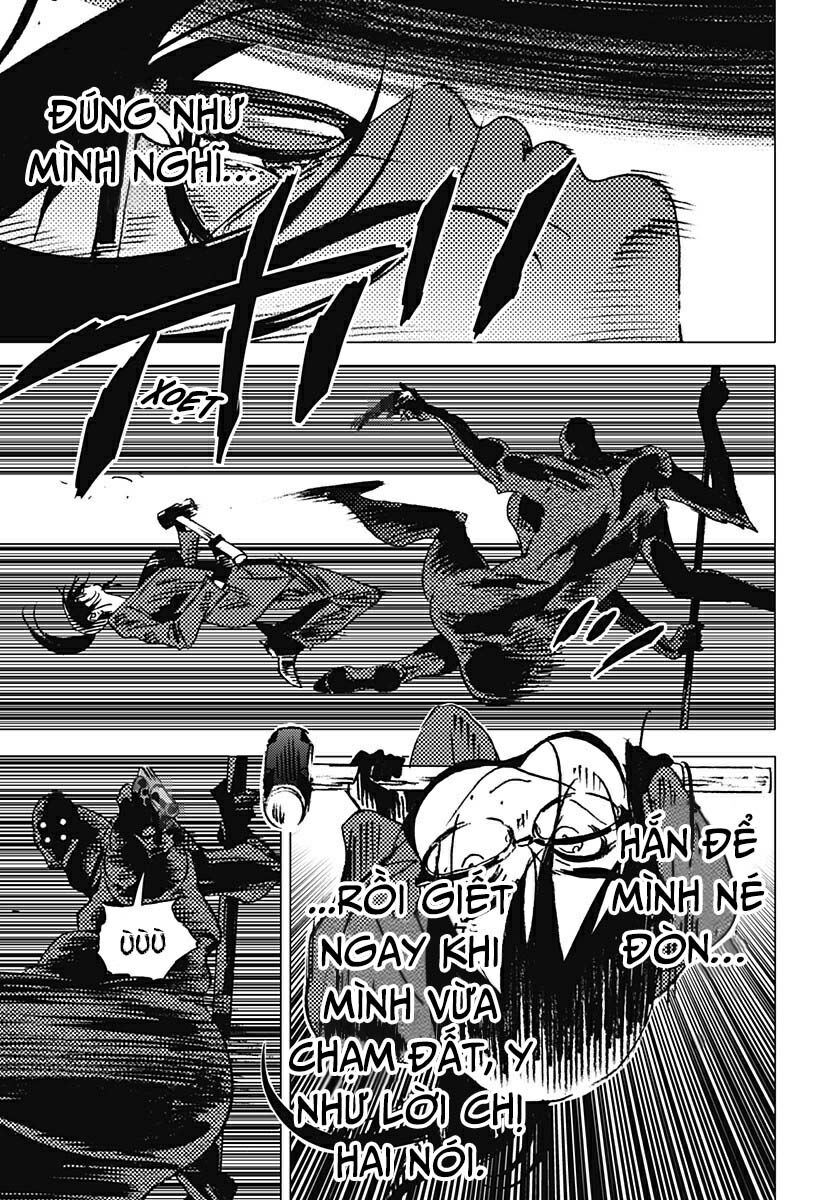 ĐÚNG NHƯ
MÌNH NGHĨ...
XOẸT
HẮN ĐỂ
MÌNH NÉ
ĐÒN...
...RỒI GIẾT
NGAY KHI
MÌNH VỪA
CHẠM ĐẤT, Y
NHƯ LỜI CHỊ
HAI NÓI.
ÙÙÙ